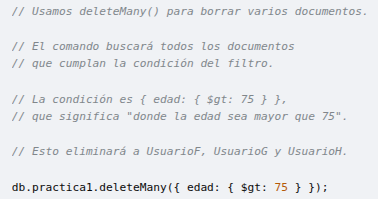 // Usamos deleteMany() para borrar varios documentos.
// El comando buscará todos los documentos
// que cumplan la condición del filtro.
// La condición es { edad: { $gt: 75 } },
// que significa "donde la edad sea mayor que 75".
// Esto eliminará a UsuarioF, UsuarioG y UsuarioH.
db.practica1.deleteMany({ edad: { $gt: 75 } });